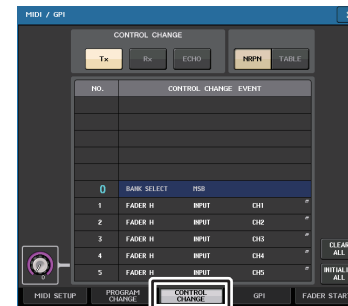 MIDI / GPI
CONTROL CHANGE
Tx Rx ECHO NRPN TABLE
NO. CONTROL CHANGE EVENT
0 BANK SELECT MSB
1 FADER H INPUT CH1
2 FADER H INPUT CH2
3 FADER H INPUT CH3
4 FADER H INPUT CH4
5 FADER H INPUT CH5
CLEAR
ALL
ALL
MIDI SETUP PROGRAM CHANGE CONTROL CHANGE GPI FADER START